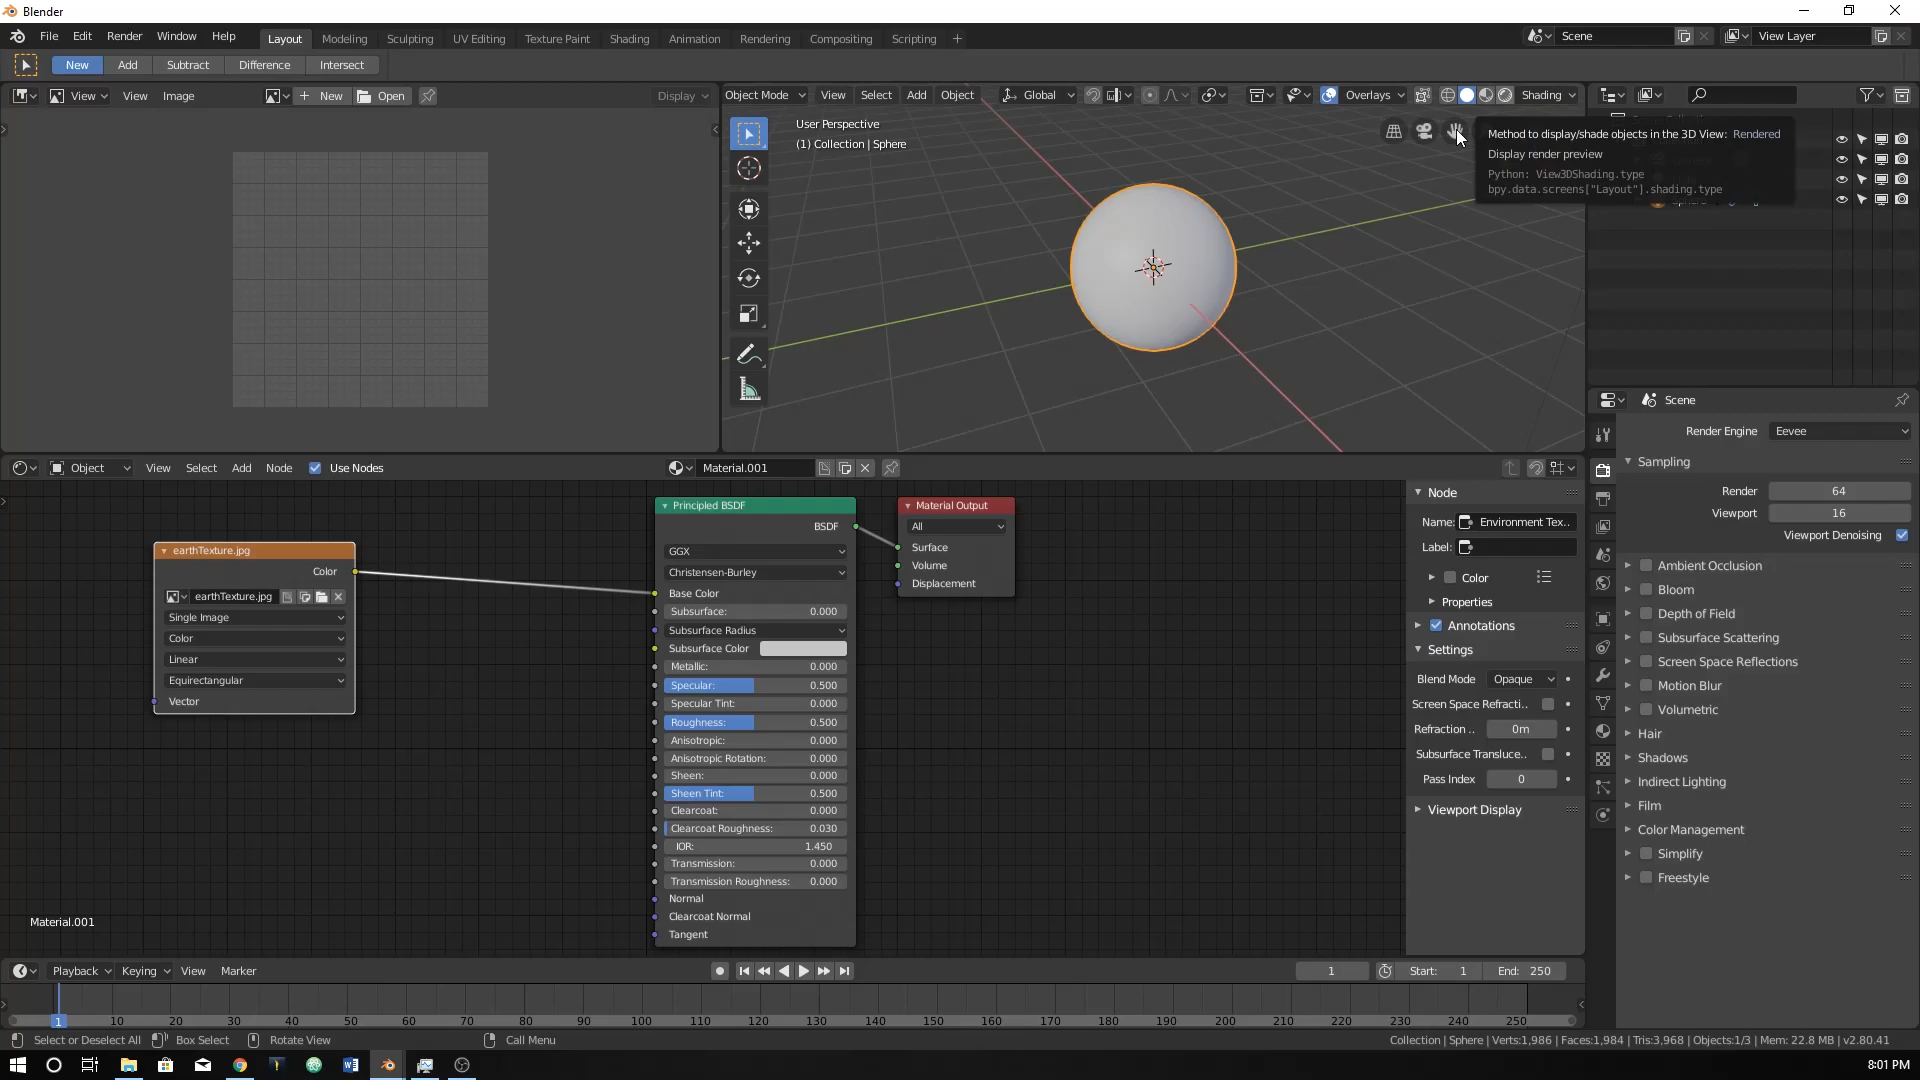 Blender
File Edit Render Window Help Layout Modeling Sculpting UV Editing Texture Paint Shading Animation Rendering Compositing Scripting + Scene View Layer
New Add Subtract Difference Intersect
View View Image + New Open Display
Object Mode View Select Add Object Global Overlays Shading
User Perspective
(1) Collection | Sphere
Method to display/shade objects in the 3D View: Rendered
Display render preview
Python: View3DShading.type
bpy.data.screens["Layout"].shading.type
Scene
Render Engine Eevee
Sampling
Render 64
Viewport 16
Viewport Denoising
Ambient Occlusion
Bloom
Depth of Field
Subsurface Scattering
Screen Space Reflections
Motion Blur
Volumetric
Hair
Shadows
Indirect Lighting
Film
Color Management
Simplify
Freestyle
Object View Select Add Node Use Nodes Material.001
earthTexture.jpg
Color
earthTexture.jpg
Single Image
Color
Linear
Equirectangular
Vector
Principled BSDF
BSDF
GGX
Christensen-Burley
Base Color
Subsurface: 0.000
Subsurface Radius
Subsurface Color
Metallic: 0.000
Specular: 0.500
Specular Tint: 0.000
Roughness: 0.500
Anisotropic: 0.000
Anisotropic Rotation: 0.000
Sheen: 0.000
Sheen Tint: 0.500
Clearcoat: 0.000
Clearcoat Roughness: 0.030
IOR: 1.450
Transmission: 0.000
Transmission Roughness: 0.000
Normal
Clearcoat Normal
Tangent
Material Output
All
Surface
Volume
Displacement
Node
Name: Environment Tex..
Label:
Color
Properties
Annotations
Settings
Blend Mode Opaque
Screen Space Refracti..
Refraction .. 0m
Subsurface Transluce..
Pass Index 0
Viewport Display
Material.001
Playback Keying View Marker 1 Start: 1 End: 250
1 10 20 30 40 50 60 70 80 90 100 110 120 130 140 150 160 170 180 190 200 210 220 230 240 250
Select or Deselect All Box Select Rotate View Call Menu Collection | Sphere | Verts:1,986 | Faces:1,984 | Tris:3,968 | Objects:1/3 | Mem: 22.8 MB | v2.80.41
8:01 PM